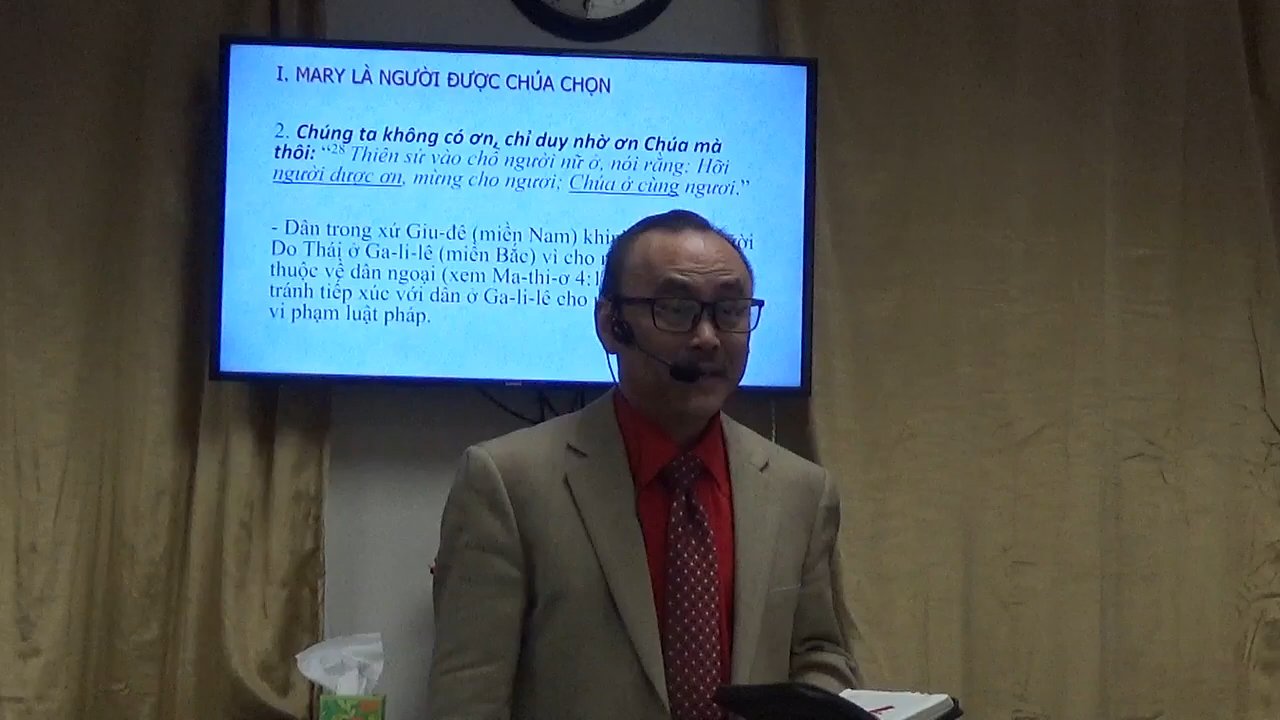 I. MARY LÀ NGƯỜI ĐƯỢC CHÚA CHỌN
2. Chúng ta không có ơn, chỉ duy nhờ ơn Chúa mà
thôi: “28 Thiên sứ vào chỗ người nữ ở, nói rằng: Hỡi
người được ơn, mừng cho ngươi; Chúa ở cùng ngươi.”
- Dân trong xứ Giu-đê (miền Nam)
Do Thái ở Ga-li-lê (miền Bắc) vì cho
thuộc về dân ngoại (xem Ma-thi-ơ 4:
tránh tiếp xúc với dân ở Ga-li-lê cho
vi phạm luật pháp.